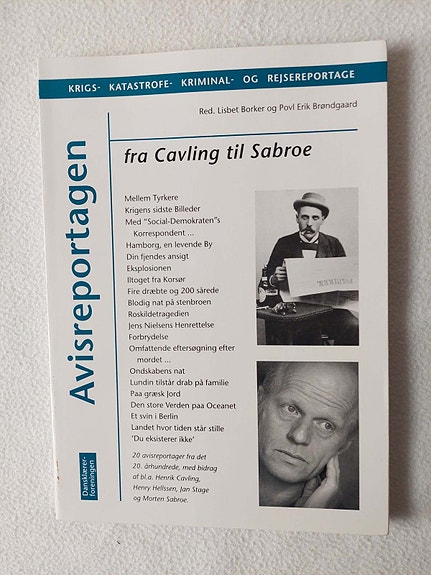 KRIGS- KATASTROFE- KRIMINAL- OG REJSEREPORTAGE
Red. Lisbet Borker og Povl Erik Brøndgaard
Avisreportagen
fra Cavling til Sabroe
Mellem Tyrkere
Krigens sidste Billeder
Med "Social-Demokraten"s
Korrespondent ...
Hamborg, en levende By
Din fjendes ansigt
Eksplosionen
Iltoget fra Korsør
Fire dræbte og 200 sårede
Blodig nat på stenbroen
Roskildetragedien
Jens Nielsens Henrettelse
Forbrydelse
Omfattende eftersøgning efter
mordet ...
Ondskabens nat
Lundin tilstår drab på familie
Paa græsk Jord
Den store Verden paa Oceanet
Et svin i Berlin
Landet hvor tiden står stille
'Du eksisterer ikke'
20 avisreportager fra det
20. århundrede, med bidrag
af bl.a. Henrik Cavling,
Henry Hellssen, Jan Stage
og Morten Sabroe.
Dansklærer-
foreningen